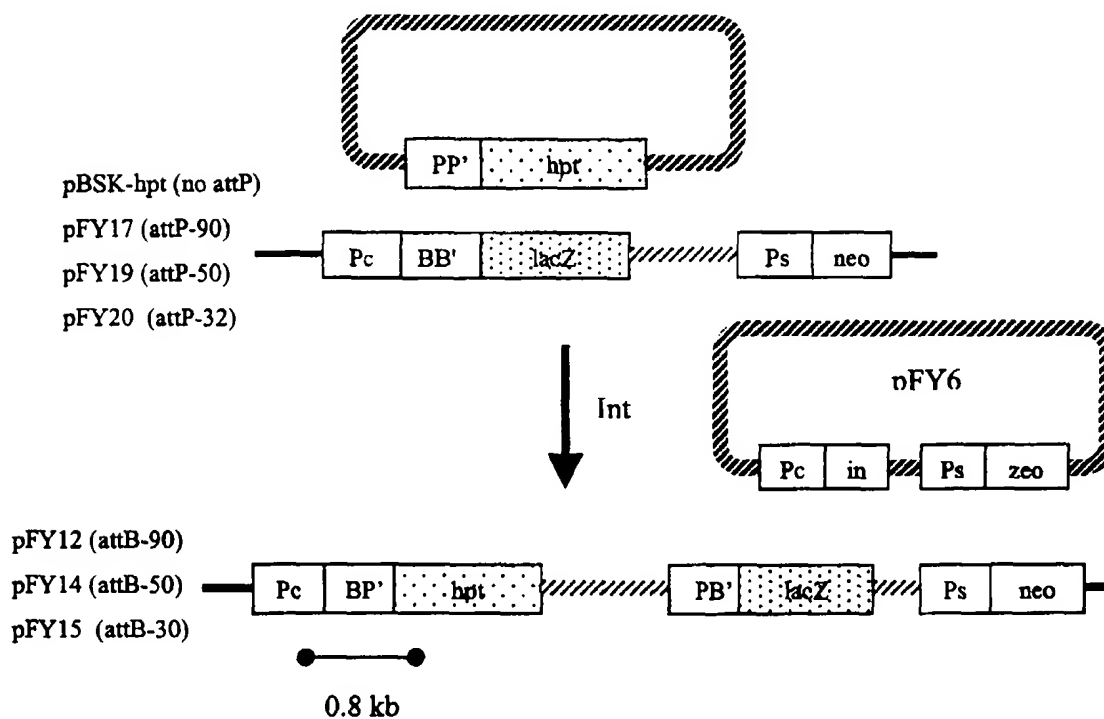 PP' hpt
pBSK-hpt (no attP)
pFY17 (attP-90)
pFY19 (attP-50)
pFY20 (attP-32)
Pc BB' lacZ Ps neo
Int
pFY6
Pc in Ps zeo
pFY12 (attB-90)
pFY14 (attB-50)
pFY15 (attB-30)
Pc BP' hpt PB' lacZ Ps neo
0.8 kb